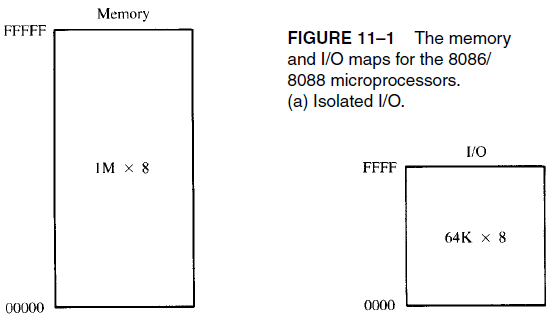 Memory
FFFFF
1M × 8
00000
FIGURE 11–1 The memory
and I/O maps for the 8086/
8088 microprocessors.
(a) Isolated I/O.
I/O
FFFF
64K × 8
0000